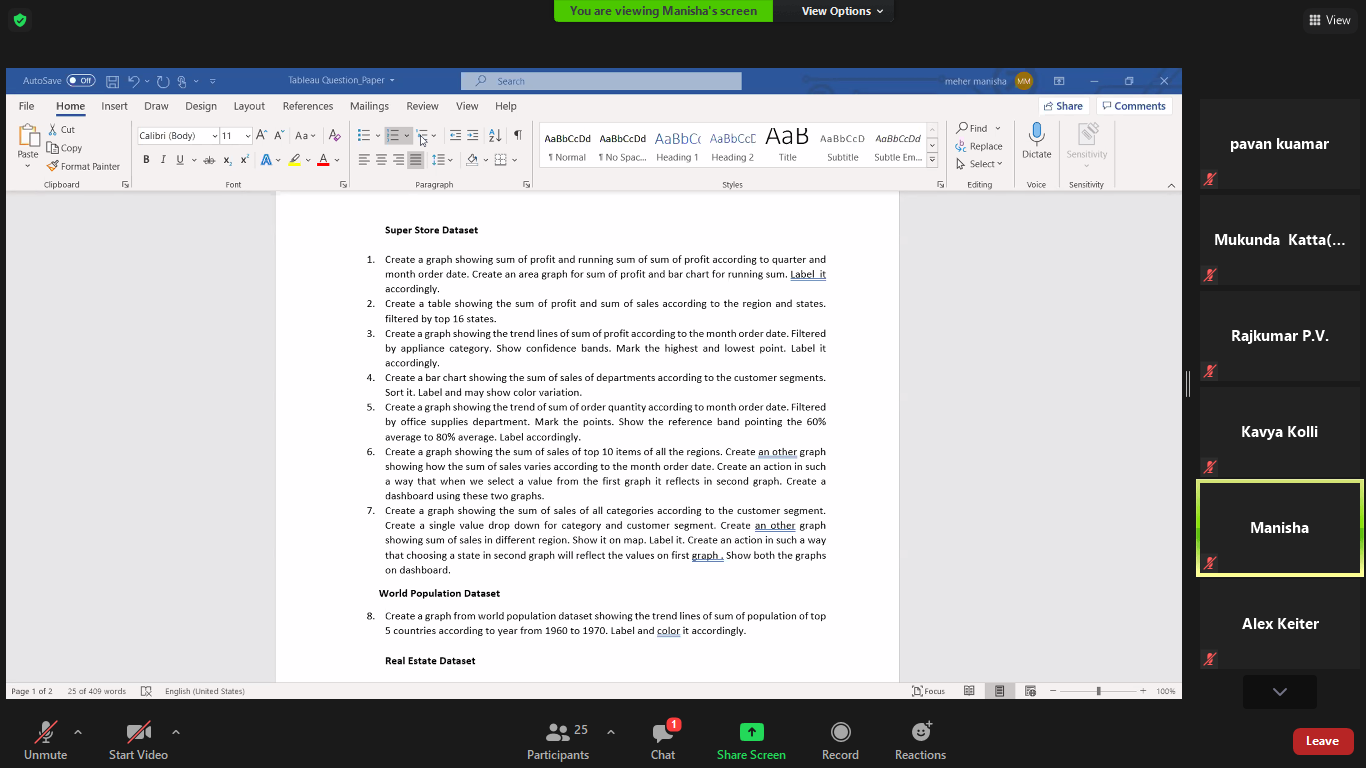 You are viewing Manisha's screen
View Options
View
AutoSave Off
Tableau Question_Paper
Search
meher manisha
MM
File Home Insert Draw Design Layout References Mailings Review View Help
Share
Comments
Paste
Cut
Copy
Format Painter
Clipboard
Calibri (Body)
11
Font
Paragraph
AaBbCcDd AaBbCcDd AaBbC AaBbCcD AaB AaBbCcD AaBbCcDd
¶ Normal ¶ No Spac... Heading 1 Heading 2 Title Subtitle Subtle Em...
Styles
Find
Replace
Select
Editing
Dictate
Voice
Sensitivity
Sensitivity
Super Store Dataset
1. Create a graph showing sum of profit and running sum of sum of profit according to quarter and
month order date. Create an area graph for sum of profit and bar chart for running sum. Label it
accordingly.
2. Create a table showing the sum of profit and sum of sales according to the region and states.
filtered by top 16 states.
3. Create a graph showing the trend lines of sum of profit according to the month order date. Filtered
by appliance category. Show confidence bands. Mark the highest and lowest point. Label it
accordingly.
4. Create a bar chart showing the sum of sales of departments according to the customer segments.
Sort it. Label and may show color variation.
5. Create a graph showing the trend of sum of order quantity according to month order date. Filtered
by office supplies department. Mark the points. Show the reference band pointing the 60%
average to 80% average. Label accordingly.
6. Create a graph showing the sum of sales of top 10 items of all the regions. Create an other graph
showing how the sum of sales varies according to the month order date. Create an action in such
a way that when we select a value from the first graph it reflects in second graph. Create a
dashboard using these two graphs.
7. Create a graph showing the sum of sales of all categories according to the customer segment.
Create a single value drop down for category and customer segment. Create an other graph
showing sum of sales in different region. Show it on map. Label it. Create an action in such a way
that choosing a state in second graph will reflect the values on first graph . Show both the graphs
on dashboard.
World Population Dataset
8. Create a graph from world population dataset showing the trend lines of sum of population of top
5 countries according to year from 1960 to 1970. Label and color it accordingly.
Real Estate Dataset
Page 1 of 2 25 of 409 words English (United States)
Focus
100%
pavan kuamar
Mukunda Katta(...
Rajkumar P.V.
Kavya Kolli
Manisha
Alex Keiter
Unmute
Start Video
25
Participants
1
Chat
Share Screen
Record
Reactions
Leave